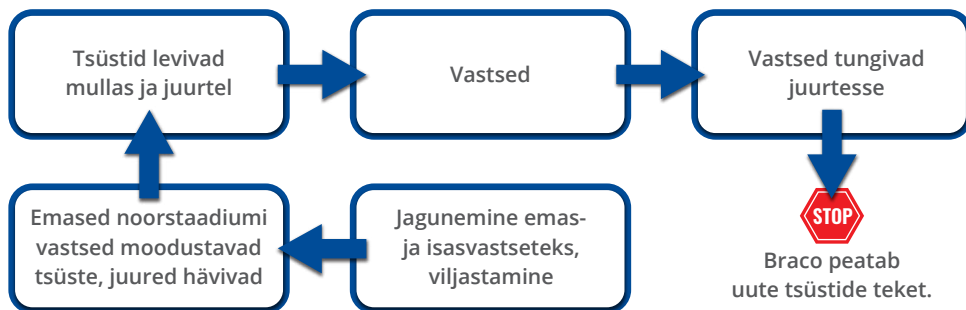 Tsüstid levivad
mullas ja juurtel
Vastsed
Vastsed tungivad
juurtesse
Emased noorstaadiumi
vastsed moodustavad
tsüste, juured hävivad
Jagunemine emas-
ja isasvastseteks,
viljastamine
STOP
Braco peatab
uute tsüstide teket.